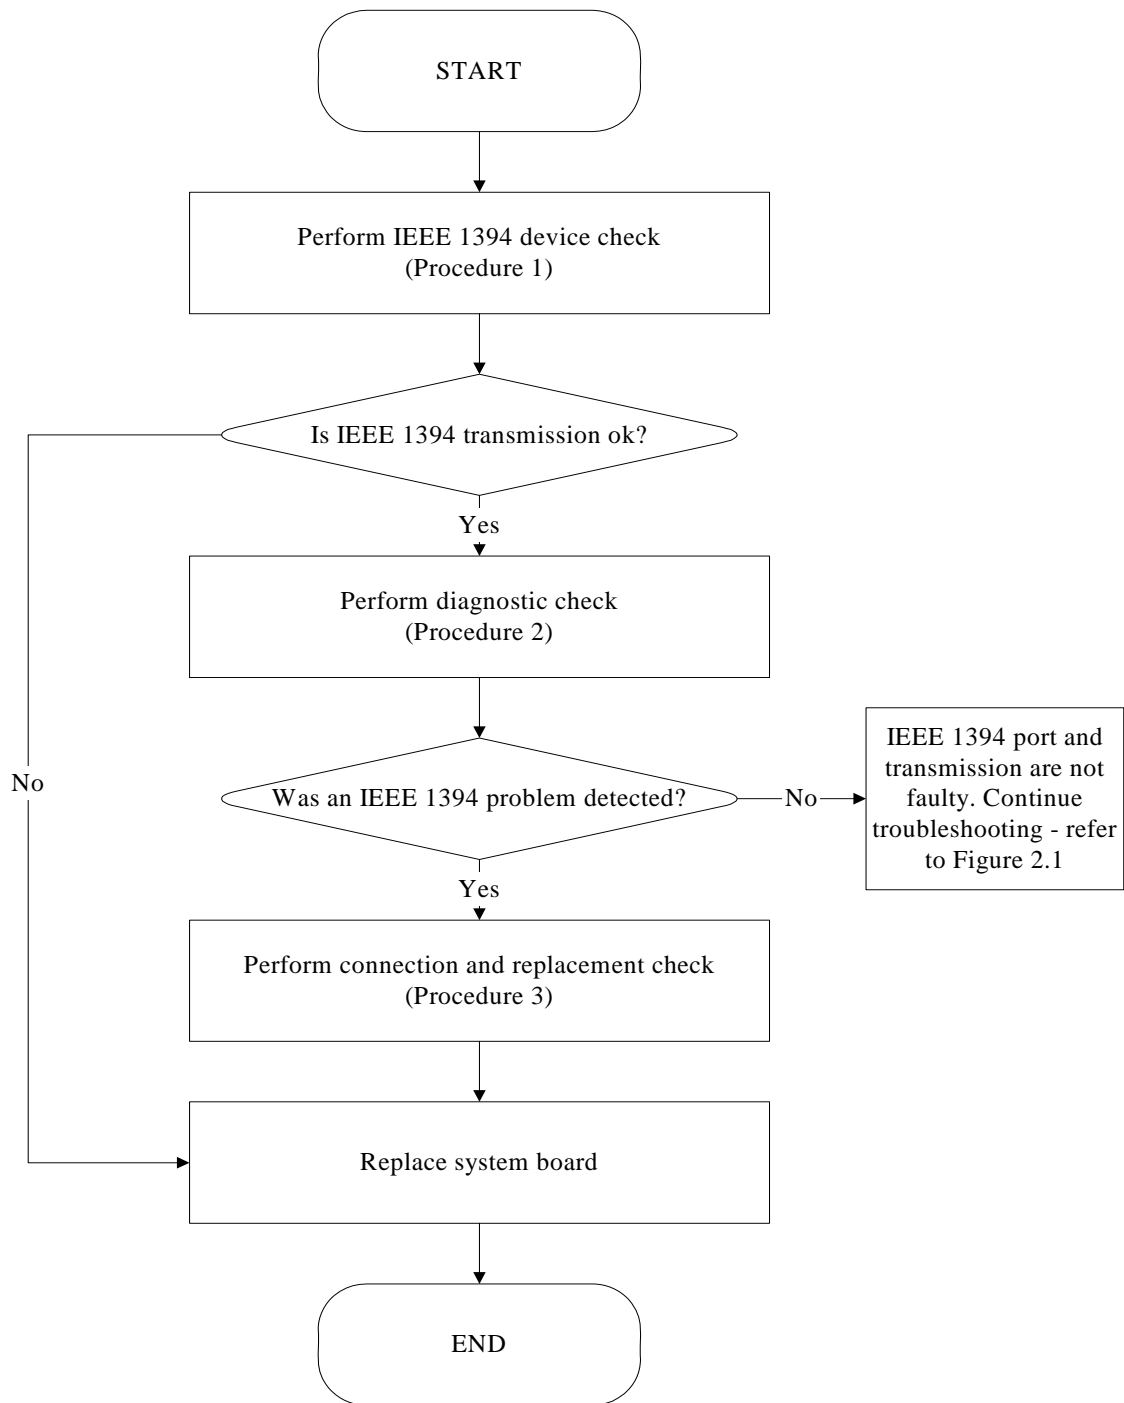 START
Perform IEEE 1394 device check
(Procedure 1)
Is IEEE 1394 transmission ok?
Yes
Perform diagnostic check
(Procedure 2)
No
Was an IEEE 1394 problem detected?
No
IEEE 1394 port and
transmission are not
faulty. Continue
troubleshooting - refer
to Figure 2.1
Yes
Perform connection and replacement check
(Procedure 3)
Replace system board
END